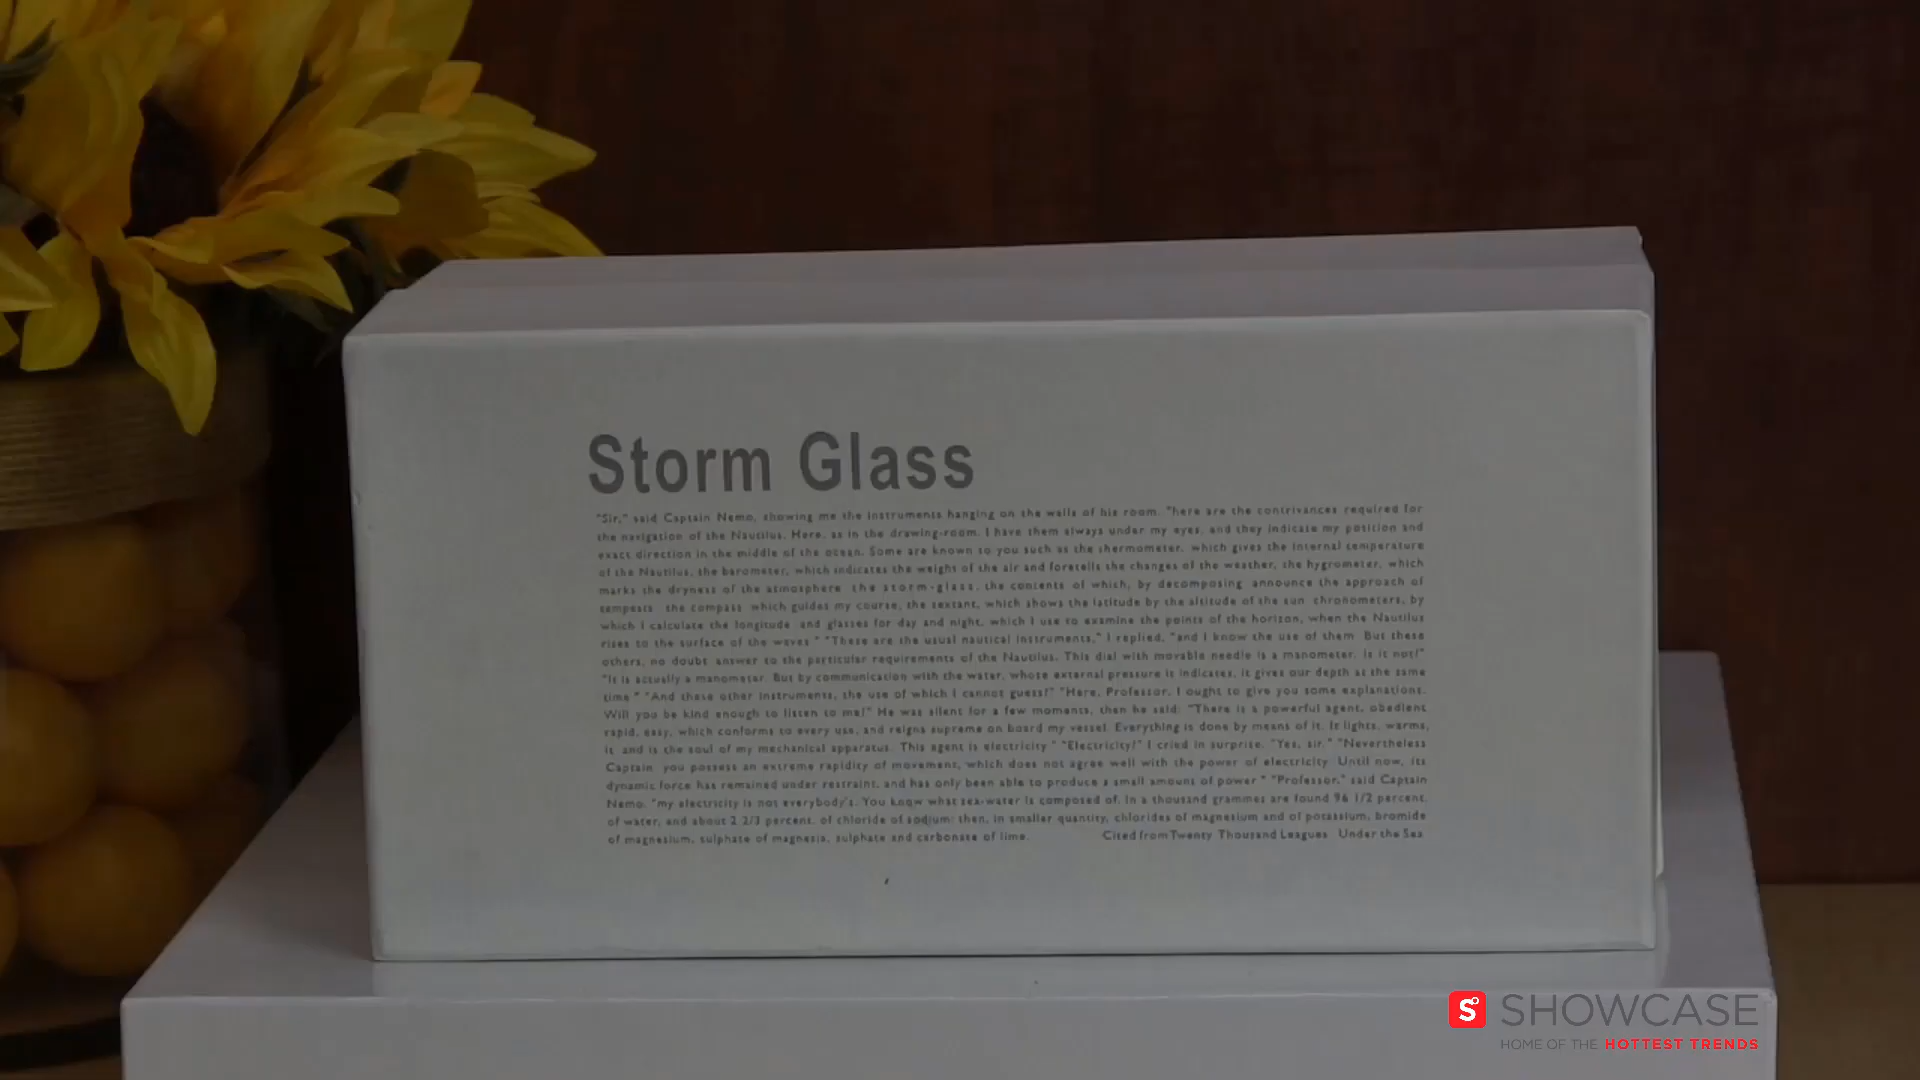 Storm Glass
"Sir," said Captain Nemo, showing me the instruments hanging on the walls of his room. "here are the contrivances required for
the navigation of the Nautilus. Here, as in the drawing-room. I have them always under my eyes, and they indicate my position and
exact direction in the middle of the ocean. Some are known to you such as the thermometer, which gives the internal temperature
of the Nautilus, the barometer, which indicates the weight of the air and foretells the changes of the weather, the hygrometer, which
marks the dryness of the atmosphere the storm-glass, the contents of which, by decomposing announce the approach of
tempests the compass which guides my course, the sextant, which shows the latitude by the altitude of the sun chronometers, by
which I calculate the longitude and glasses for day and night, which I use to examine the points of the horizon, when the Nautilus
rises to the surface of the waves " "These are the usual nautical instruments," I replied, "and I know the use of them But these
others, no doubt answer to the particular requirements of the Nautilus. This dial with movable needle is a manometer. Is it not?"
"It is actually a manometer. But by communication with the water, whose external pressure it indicates, it gives our depth at the same
time " "And these other instruments, the use of which I cannot guess?" "Here, Professor, I ought to give you some explanations.
Will you be kind enough to listen to me?" He was silent for a few moments, then he said: "There is a powerful agent, obedient
rapid, easy, which conforms to every use, and reigns supreme on board my vessel. Everything is done by means of it. It lights, warms,
it and is the soul of my mechanical apparatus. This agent is electricity " "Electricity?" I cried in surprise. "Yes, sir." "Nevertheless
Captain you possess an extreme rapidity of movement, which does not agree well with the power of electricity Until now, its
dynamic force has remained under restraint, and has only been able to produce a small amount of power " "Professor," said Captain
Nemo, "my electricity is not everybody's. You know what sea-water is composed of. In a thousand grammes are found 96 1/2 percent,
of water, and about 2 2/3 percent, of chloride of sodium: then, in smaller quantity, chlorides of magnesium and of potassium, bromide
of magnesium, sulphate of magnesia, sulphate and carbonate of lime. Cited from Twenty Thousand Leagues Under the Sea
S SHOWCASE
HOME OF THE HOTTEST TRENDS